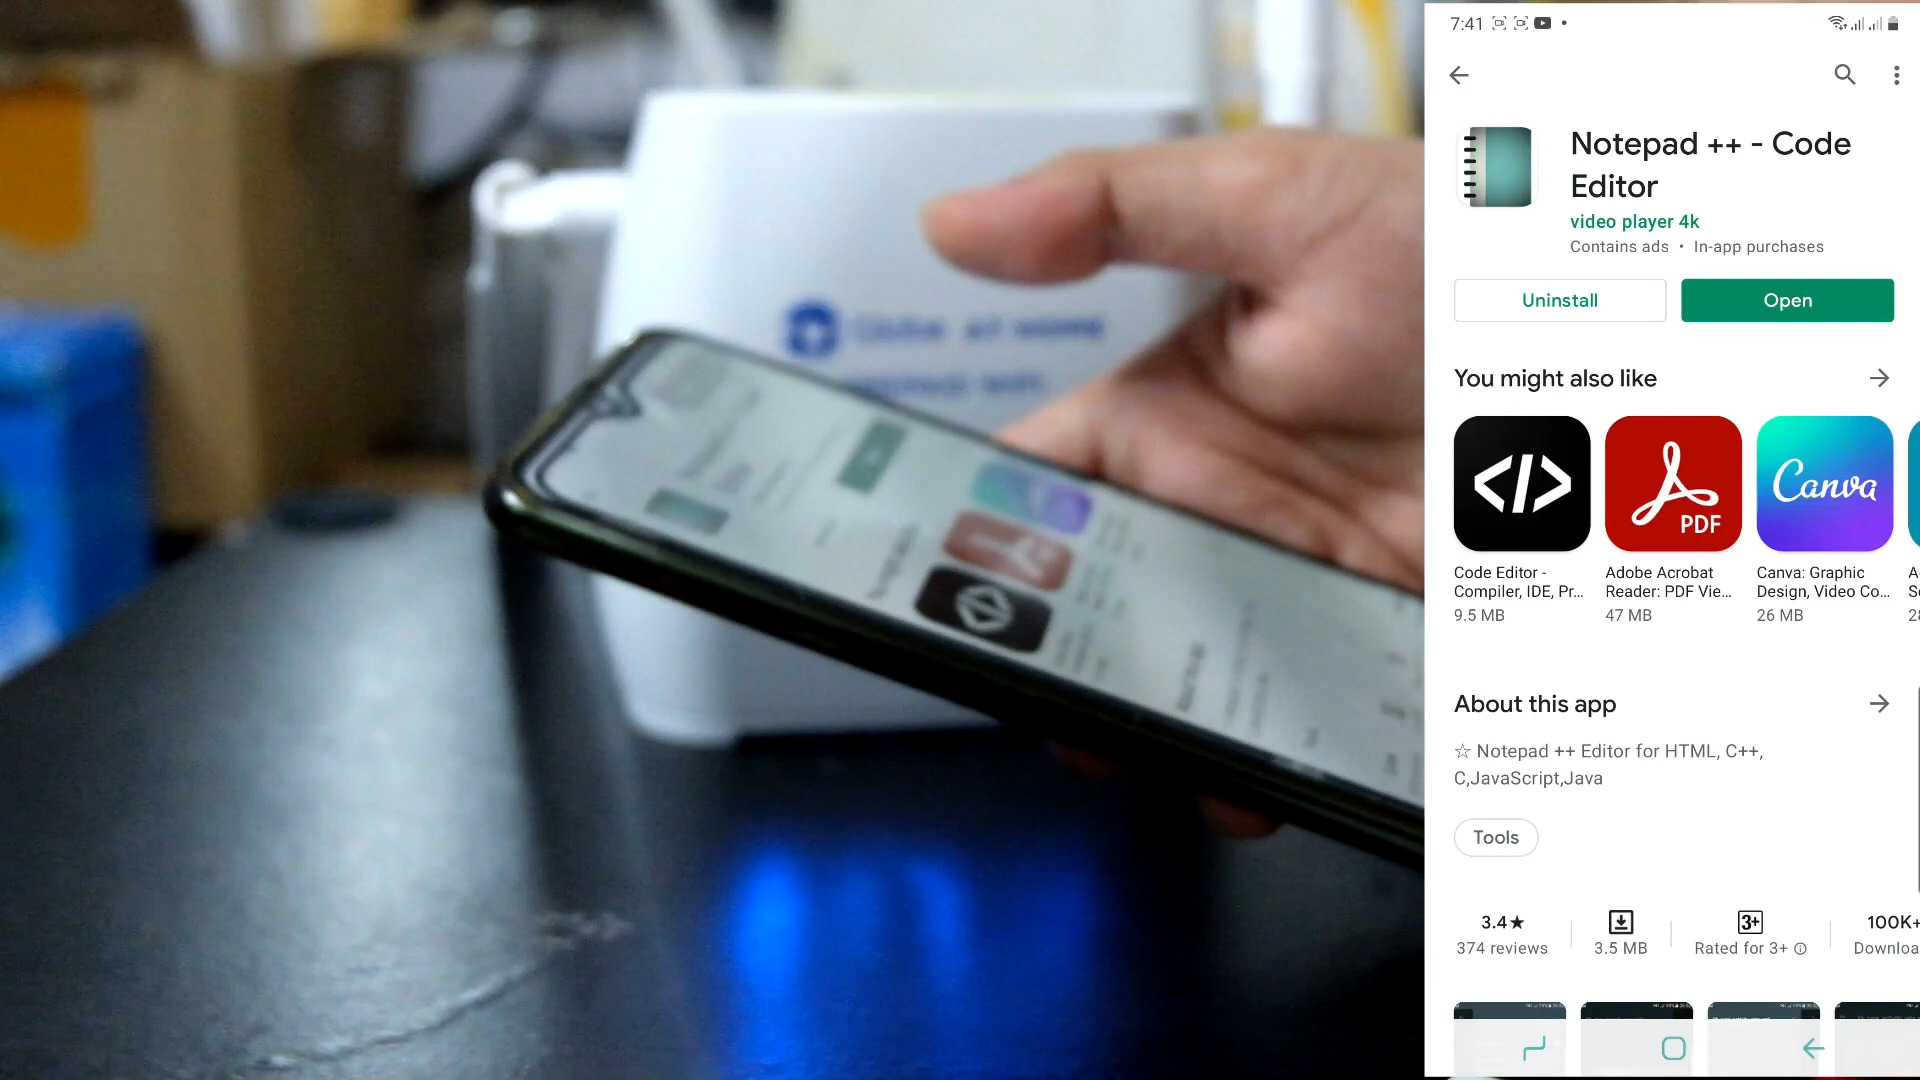 7:41
Notepad ++ - Code
Editor
video player 4k
Contains ads • In-app purchases
Uninstall
Open
You might also like
</>
PDF
Canva
Code Editor -
Compiler, IDE, Pr...
9.5 MB
Adobe Acrobat
Reader: PDF Vie...
47 MB
Canva: Graphic
Design, Video Co...
26 MB
About this app
☆ Notepad ++ Editor for HTML, C++,
C,JavaScript,Java
Tools
3.4★
374 reviews
3.5 MB
3+
Rated for 3+
100K+
Globe AT HOME